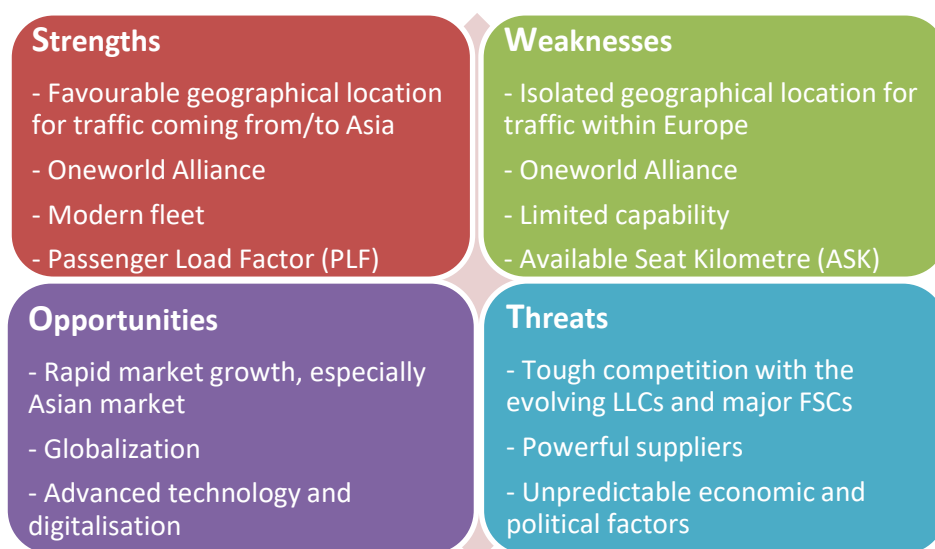 Strengths
- Favourable geographical location
for traffic coming from/to Asia
- Oneworld Alliance
- Modern fleet
- Passenger Load Factor (PLF)
Weaknesses
- Isolated geographical location for
traffic within Europe
- Oneworld Alliance
- Limited capability
- Available Seat Kilometre (ASK)
Opportunities
- Rapid market growth, especially
Asian market
- Globalization
- Advanced technology and
digitalisation
Threats
- Tough competition with the
evolving LLCs and major FSCs
- Powerful suppliers
- Unpredictable economic and
political factors